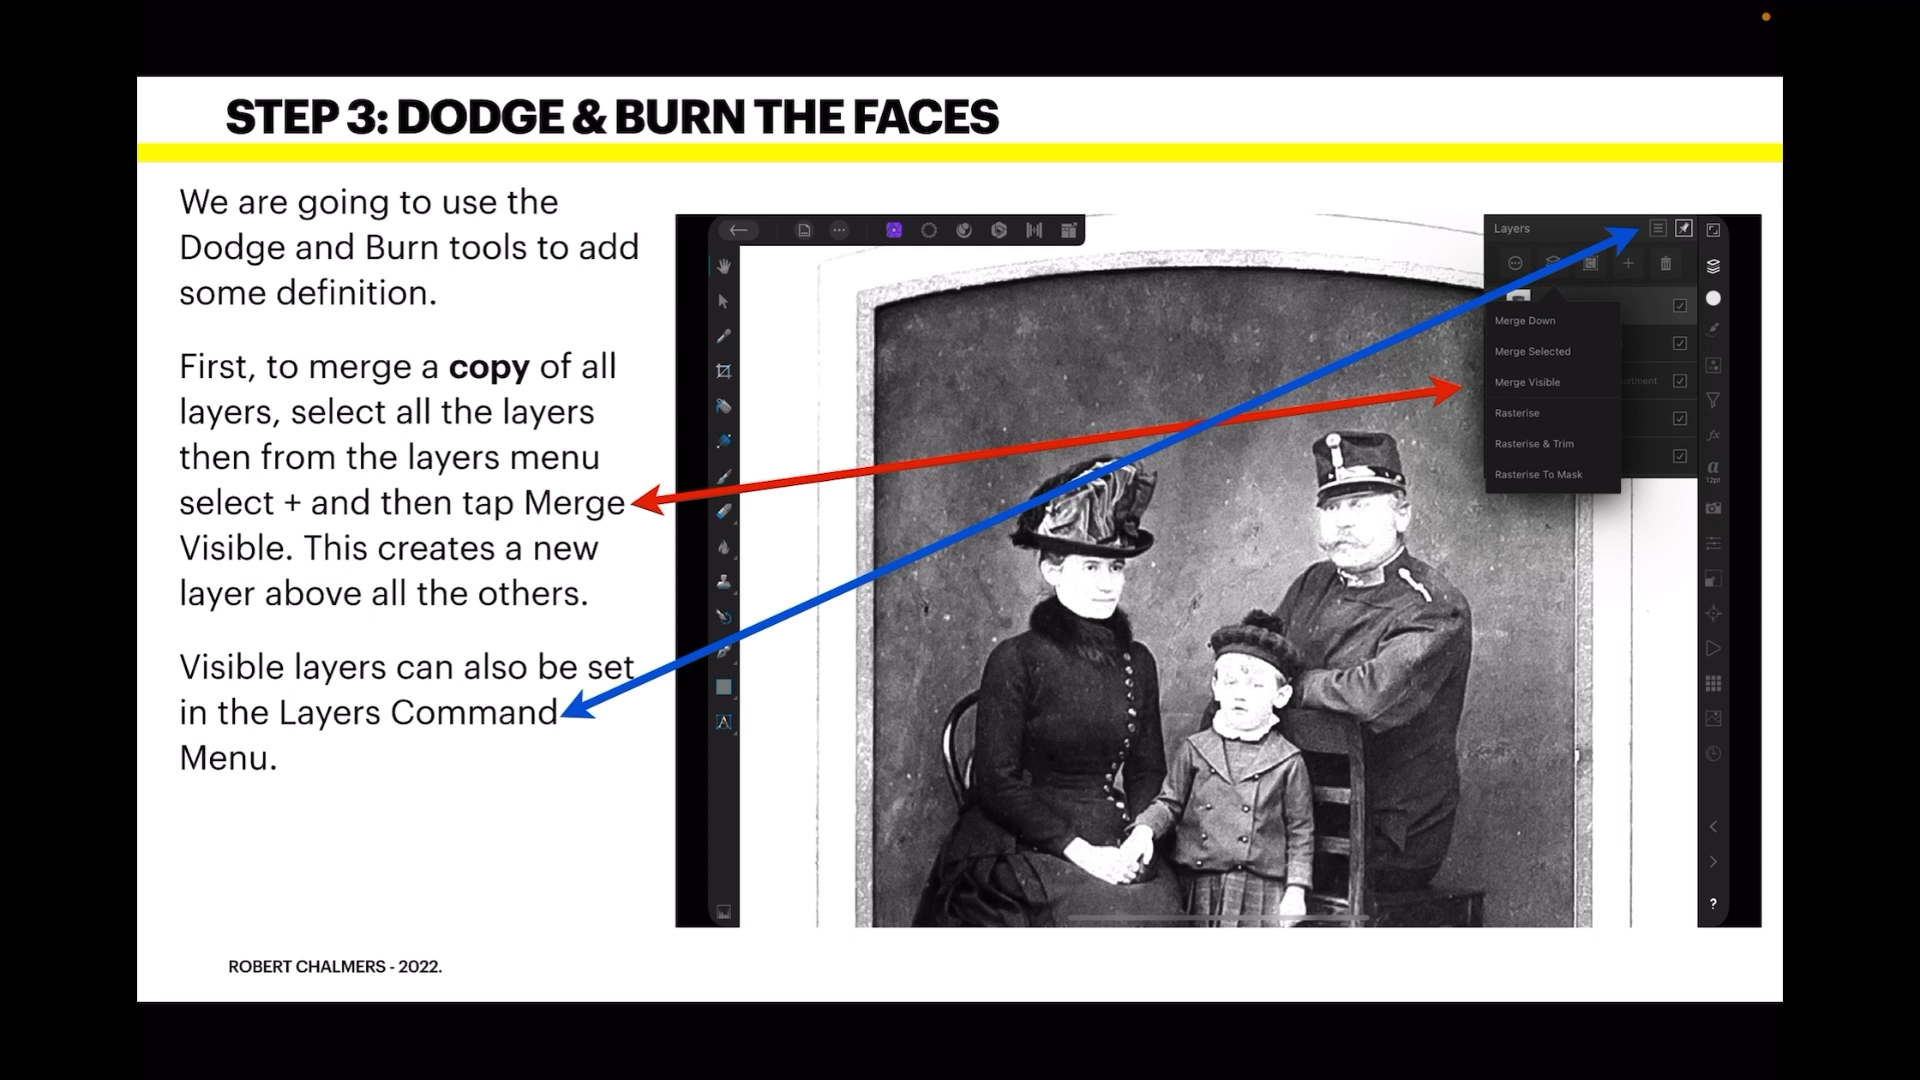 STEP 3: DODGE & BURN THE FACES
We are going to use the
Dodge and Burn tools to add
some definition.
First, to merge a copy of all
layers, select all the layers
then from the layers menu
select + and then tap Merge
Visible. This creates a new
layer above all the others.
Visible layers can also be set
in the Layers Command
Menu.
Layers
Merge Down
Merge Selected
Merge Visible
Rasterise
Rasterise & Trim
Rasterise To Mask
12pt
?
ROBERT CHALMERS - 2022.